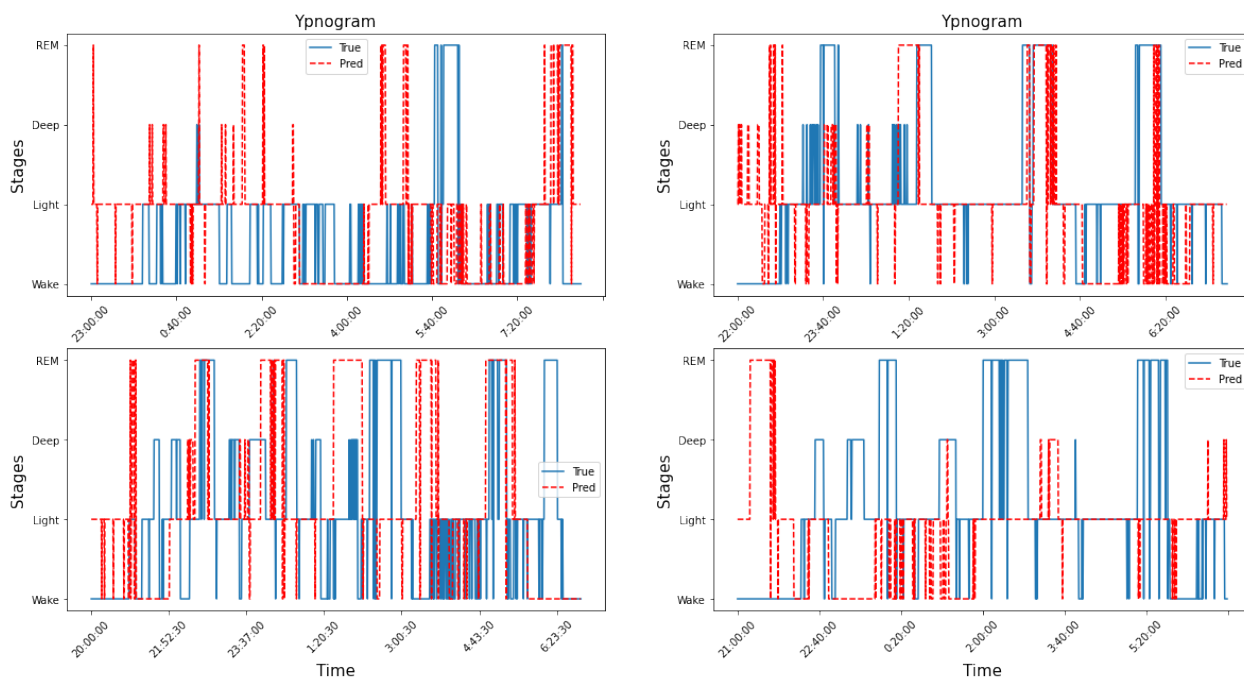 Ypnogram
REM
Deep
Light
Wake
Stages
True
Pred
23:00:00
0:40:00
2:20:00
4:00:00
5:40:00
7:20:00
Ypnogram
REM
Deep
Light
Wake
Stages
True
Pred
22:00:00
23:40:00
1:20:00
3:00:00
4:40:00
6:20:00
REM
Deep
Light
Wake
Stages
True
Pred
20:00:00
21:52:30
23:37:00
1:20:30
3:00:30
4:43:30
6:23:30
Time
REM
Deep
Light
Wake
Stages
True
Pred
21:00:00
22:40:00
0:20:00
2:00:00
3:40:00
5:20:00
Time